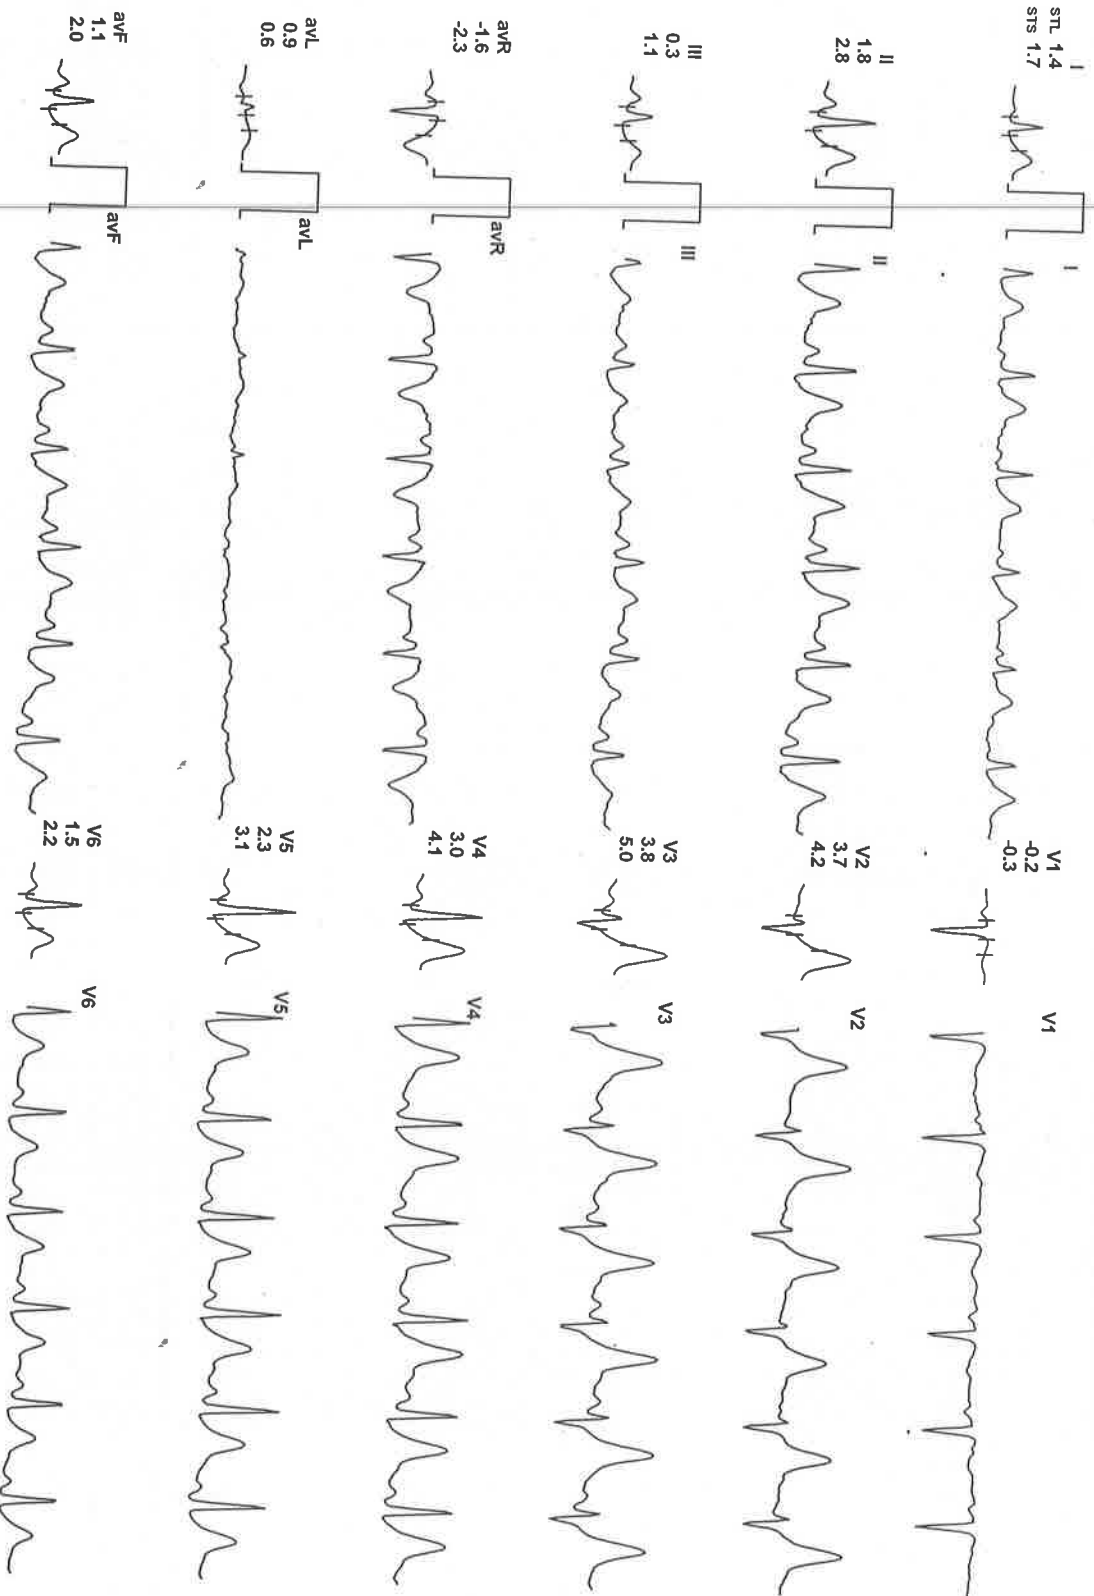 I
STL 1.4
STS 1.7
I
II
1.8
2.8
II
III
0.3
1.1
III
avR
-1.6
-2.3
avR
avL
0.9
0.6
avL
avF
1.1
2.0
avF
V1
-0.2
-0.3
V1
V2
3.7
4.2
V2
V3
3.8
5.0
V3
V4
3.0
4.1
V4
V5
2.3
3.1
V5
V6
1.5
2.2
V6